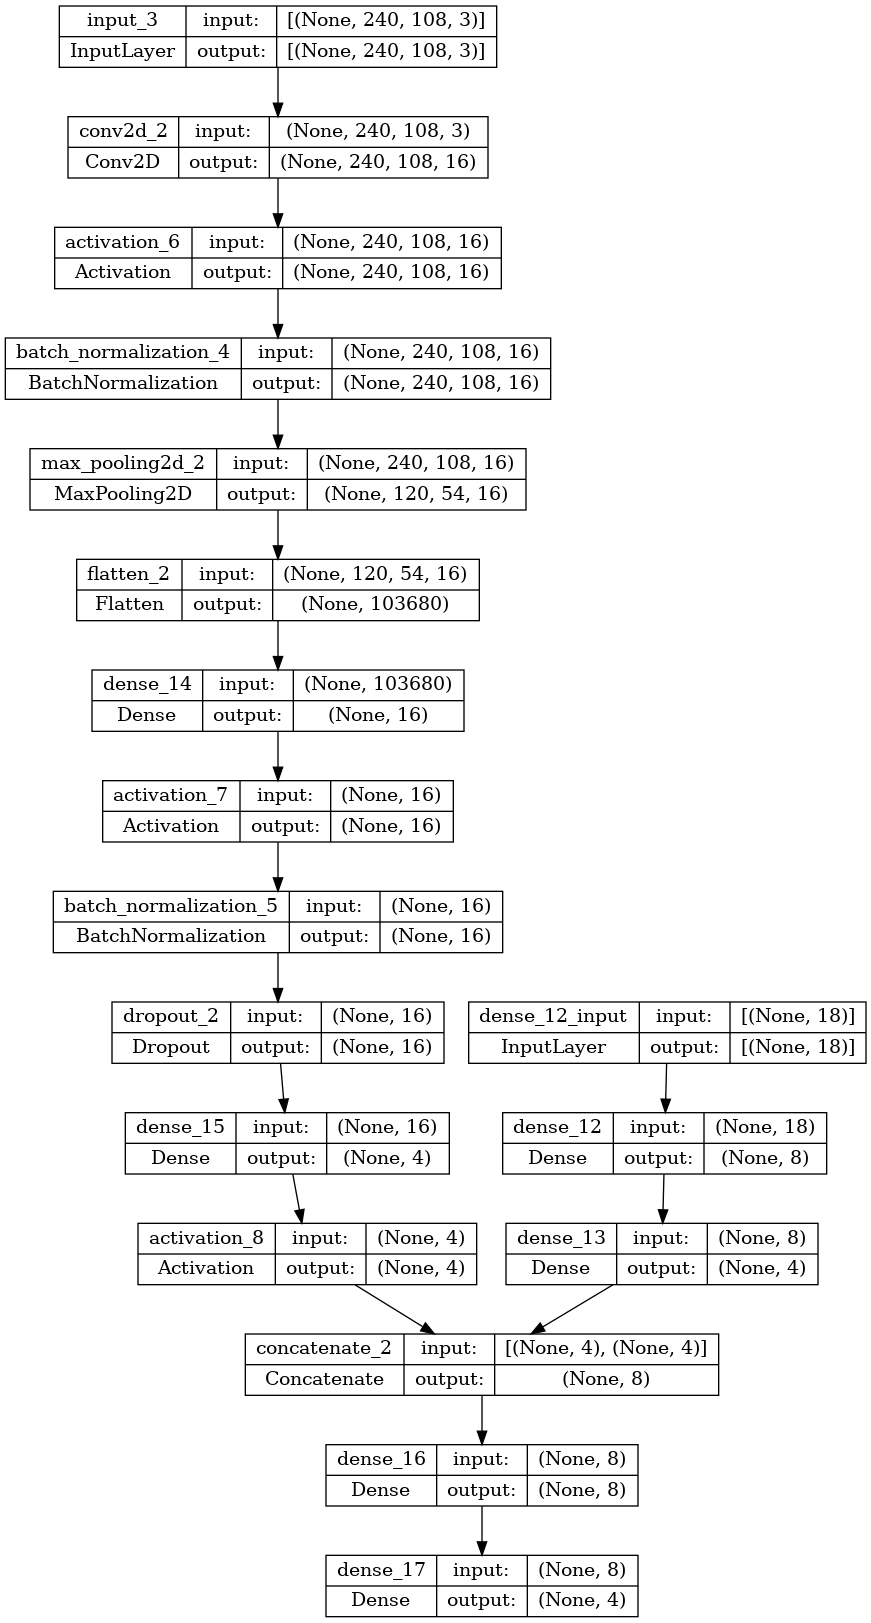 input_3 input: [(None, 240, 108, 3)]
InputLayer output: [(None, 240, 108, 3)]
conv2d_2 input: (None, 240, 108, 3)
Conv2D output: (None, 240, 108, 16)
activation_6 input: (None, 240, 108, 16)
Activation output: (None, 240, 108, 16)
batch_normalization_4 input: (None, 240, 108, 16)
BatchNormalization output: (None, 240, 108, 16)
max_pooling2d_2 input: (None, 240, 108, 16)
MaxPooling2D output: (None, 120, 54, 16)
flatten_2 input: (None, 120, 54, 16)
Flatten output: (None, 103680)
dense_14 input: (None, 103680)
Dense output: (None, 16)
activation_7 input: (None, 16)
Activation output: (None, 16)
batch_normalization_5 input: (None, 16)
BatchNormalization output: (None, 16)
dropout_2 input: (None, 16)
Dropout output: (None, 16)
dense_12_input input: [(None, 18)]
InputLayer output: [(None, 18)]
dense_15 input: (None, 16)
Dense output: (None, 4)
dense_12 input: (None, 18)
Dense output: (None, 8)
activation_8 input: (None, 4)
Activation output: (None, 4)
dense_13 input: (None, 8)
Dense output: (None, 4)
concatenate_2 input: [(None, 4), (None, 4)]
Concatenate output: (None, 8)
dense_16 input: (None, 8)
Dense output: (None, 8)
dense_17 input: (None, 8)
Dense output: (None, 4)